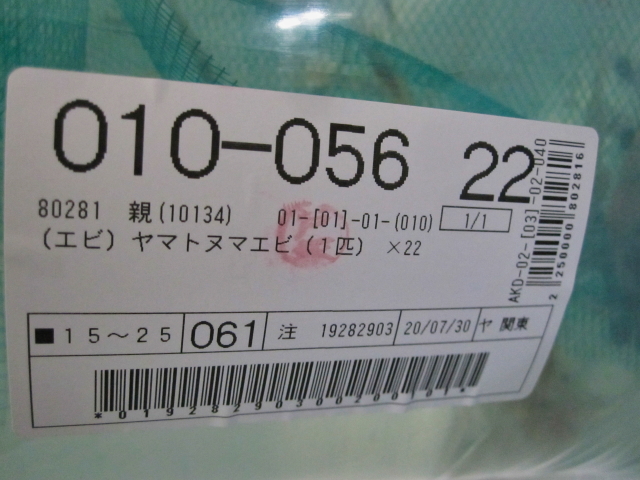 010-056 22
80281 親(10134) 01-[01]-01-(010) 1/1
(エビ) ヤマトヌマエビ (1匹) ×22
■15～25 061 注 19282903 20/07/30 ヤ 関東
*01928290300200101*
AKD-02-[03]-02-040
2250000802816